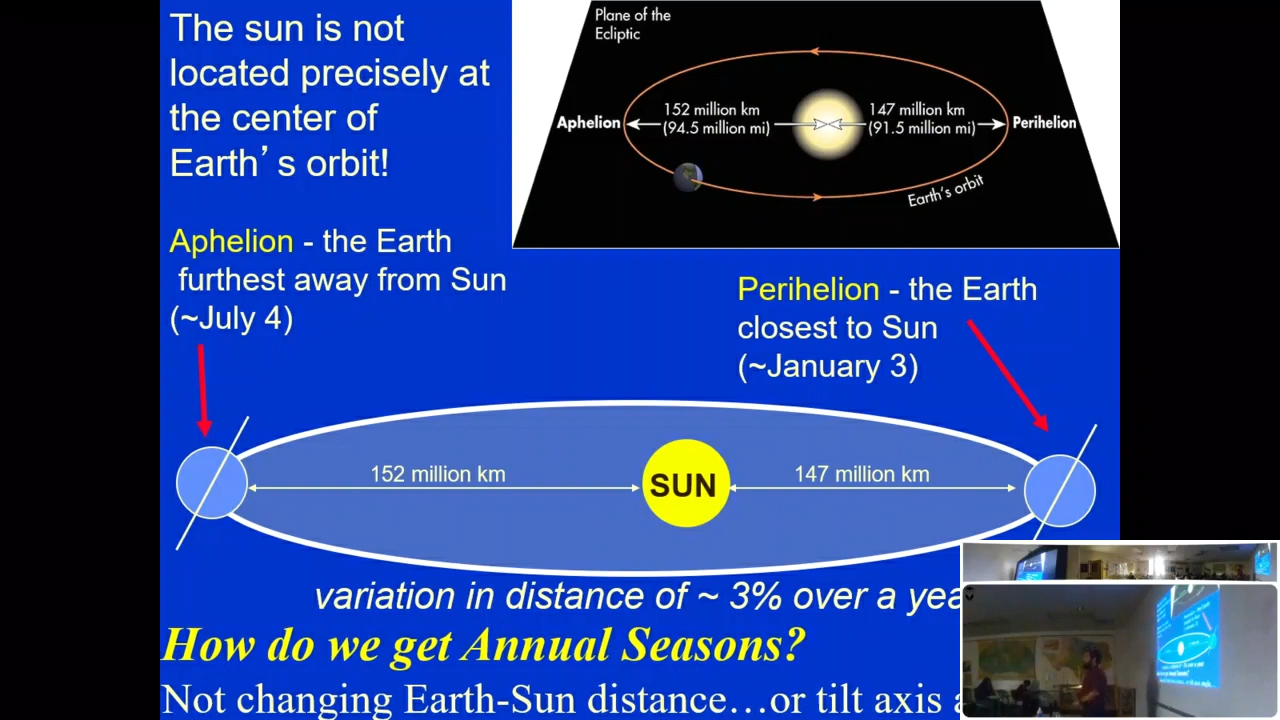 The sun is not
located precisely at
the center of
Earth’s orbit!
Plane of the
Ecliptic
Aphelion
152 million km
(94.5 million mi)
147 million km
(91.5 million mi)
Perihelion
Earth's orbit
Aphelion - the Earth
furthest away from Sun
(~July 4)
Perihelion - the Earth
closest to Sun
(~January 3)
152 million km
SUN
147 million km
variation in distance of ~ 3% over a yea
How do we get Annual Seasons?
Not changing Earth-Sun distance…or tilt axis a